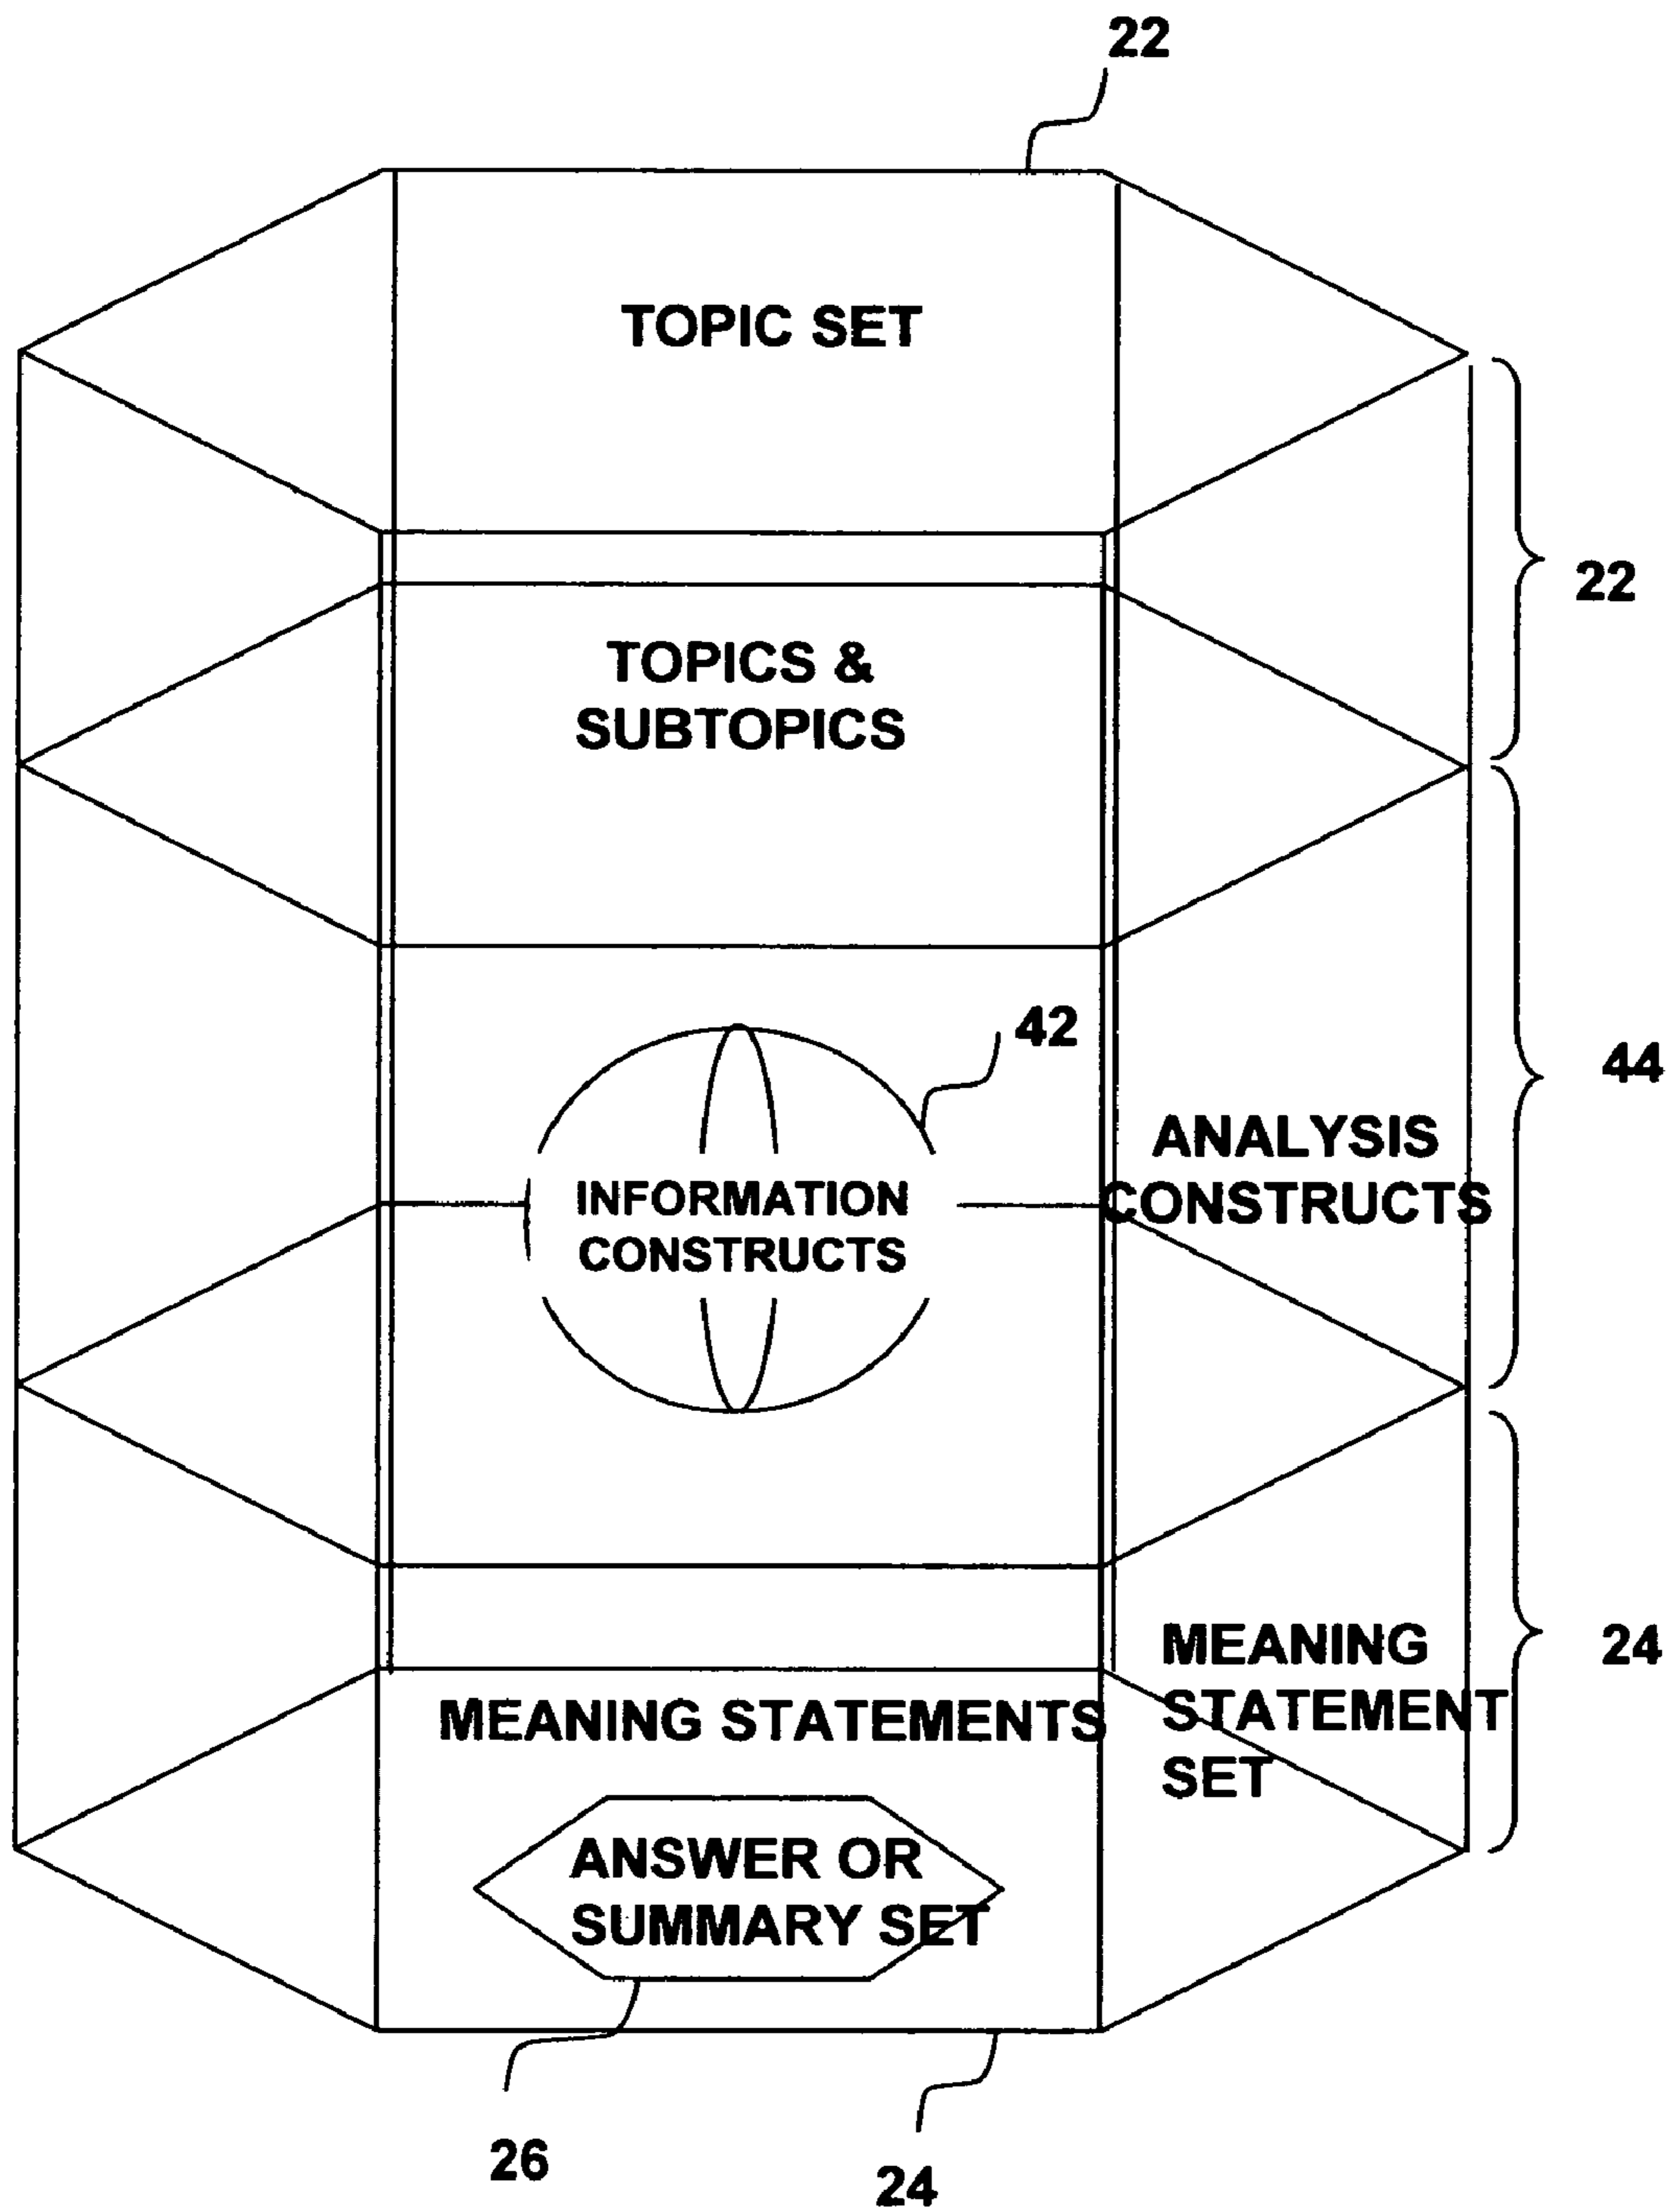 22
TOPIC SET
22
TOPICS &
SUBTOPICS
42
44
ANALYSIS
CONSTRUCTS
INFORMATION
CONSTRUCTS
24
MEANING
STATEMENT
SET
MEANING STATEMENTS
ANSWER OR
SUMMARY SET
26
24